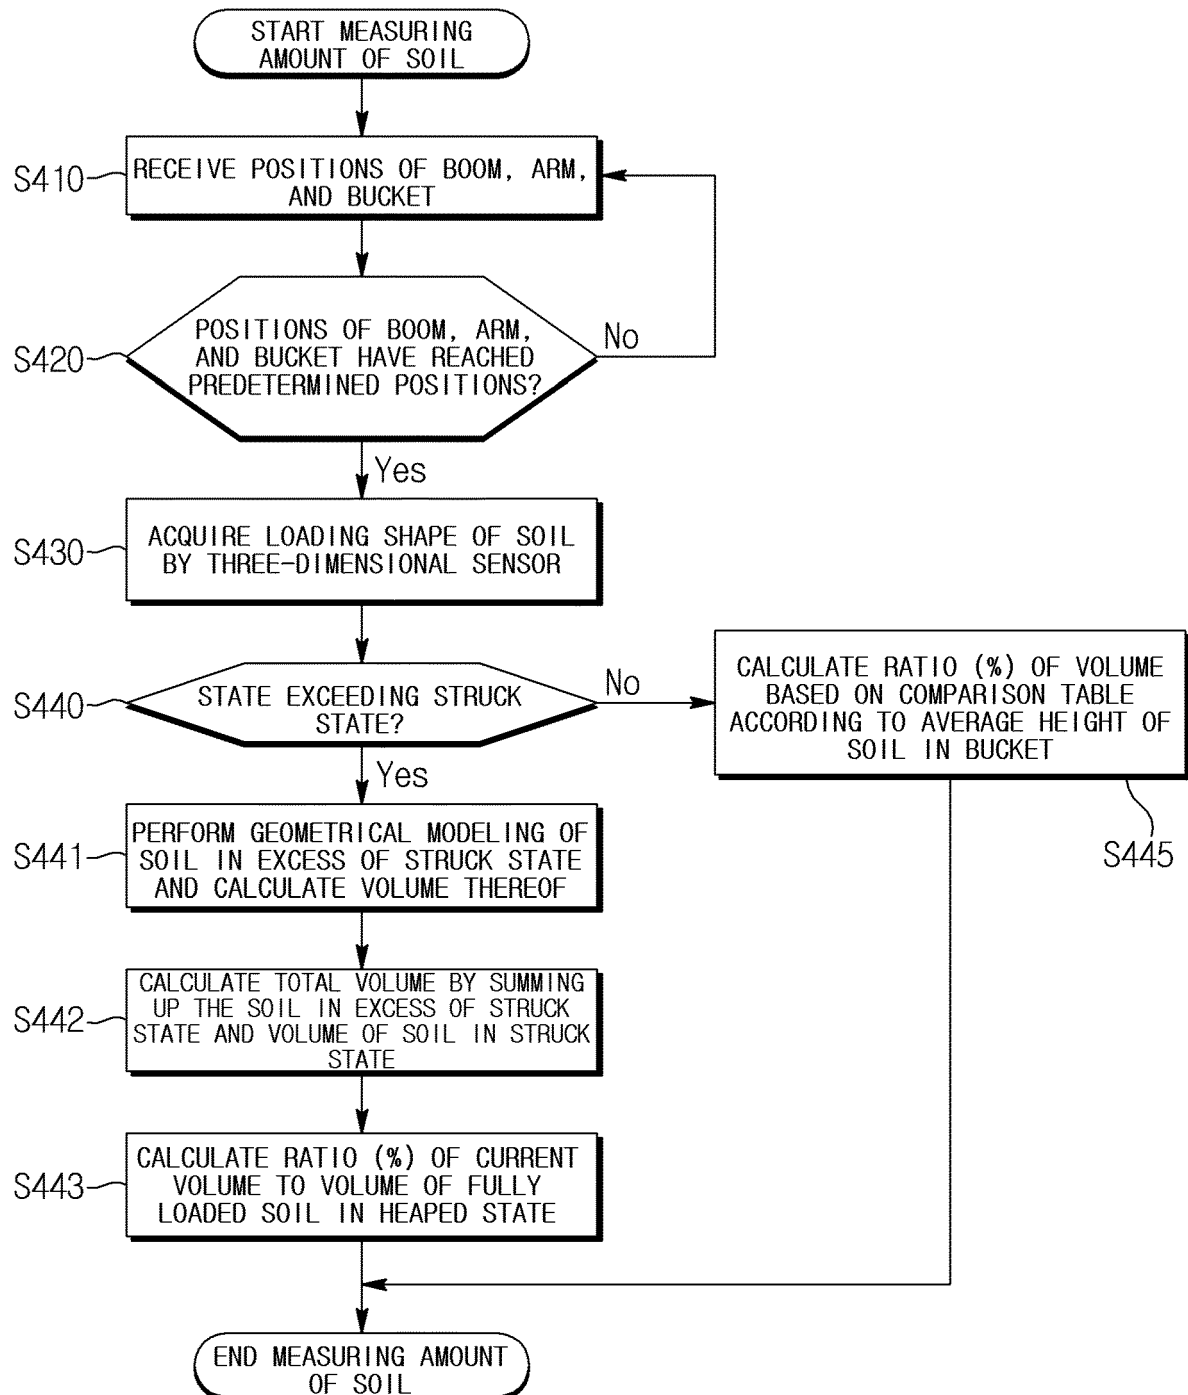 START MEASURING
AMOUNT OF SOIL
S410
RECEIVE POSITIONS OF BOOM, ARM,
AND BUCKET
S420
POSITIONS OF BOOM, ARM,
AND BUCKET HAVE REACHED
PREDETERMINED POSITIONS?
No
Yes
S430
ACQUIRE LOADING SHAPE OF SOIL
BY THREE-DIMENSIONAL SENSOR
S440
STATE EXCEEDING STRUCK
STATE?
No
Yes
CALCULATE RATIO (%) OF VOLUME
BASED ON COMPARISON TABLE
ACCORDING TO AVERAGE HEIGHT OF
SOIL IN BUCKET
S445
S441
PERFORM GEOMETRICAL MODELING OF
SOIL IN EXCESS OF STRUCK STATE
AND CALCULATE VOLUME THEREOF
S442
CALCULATE TOTAL VOLUME BY SUMMING
UP THE SOIL IN EXCESS OF STRUCK
STATE AND VOLUME OF SOIL IN STRUCK
STATE
S443
CALCULATE RATIO (%) OF CURRENT
VOLUME TO VOLUME OF FULLY
LOADED SOIL IN HEAPED STATE
END MEASURING AMOUNT
OF SOIL